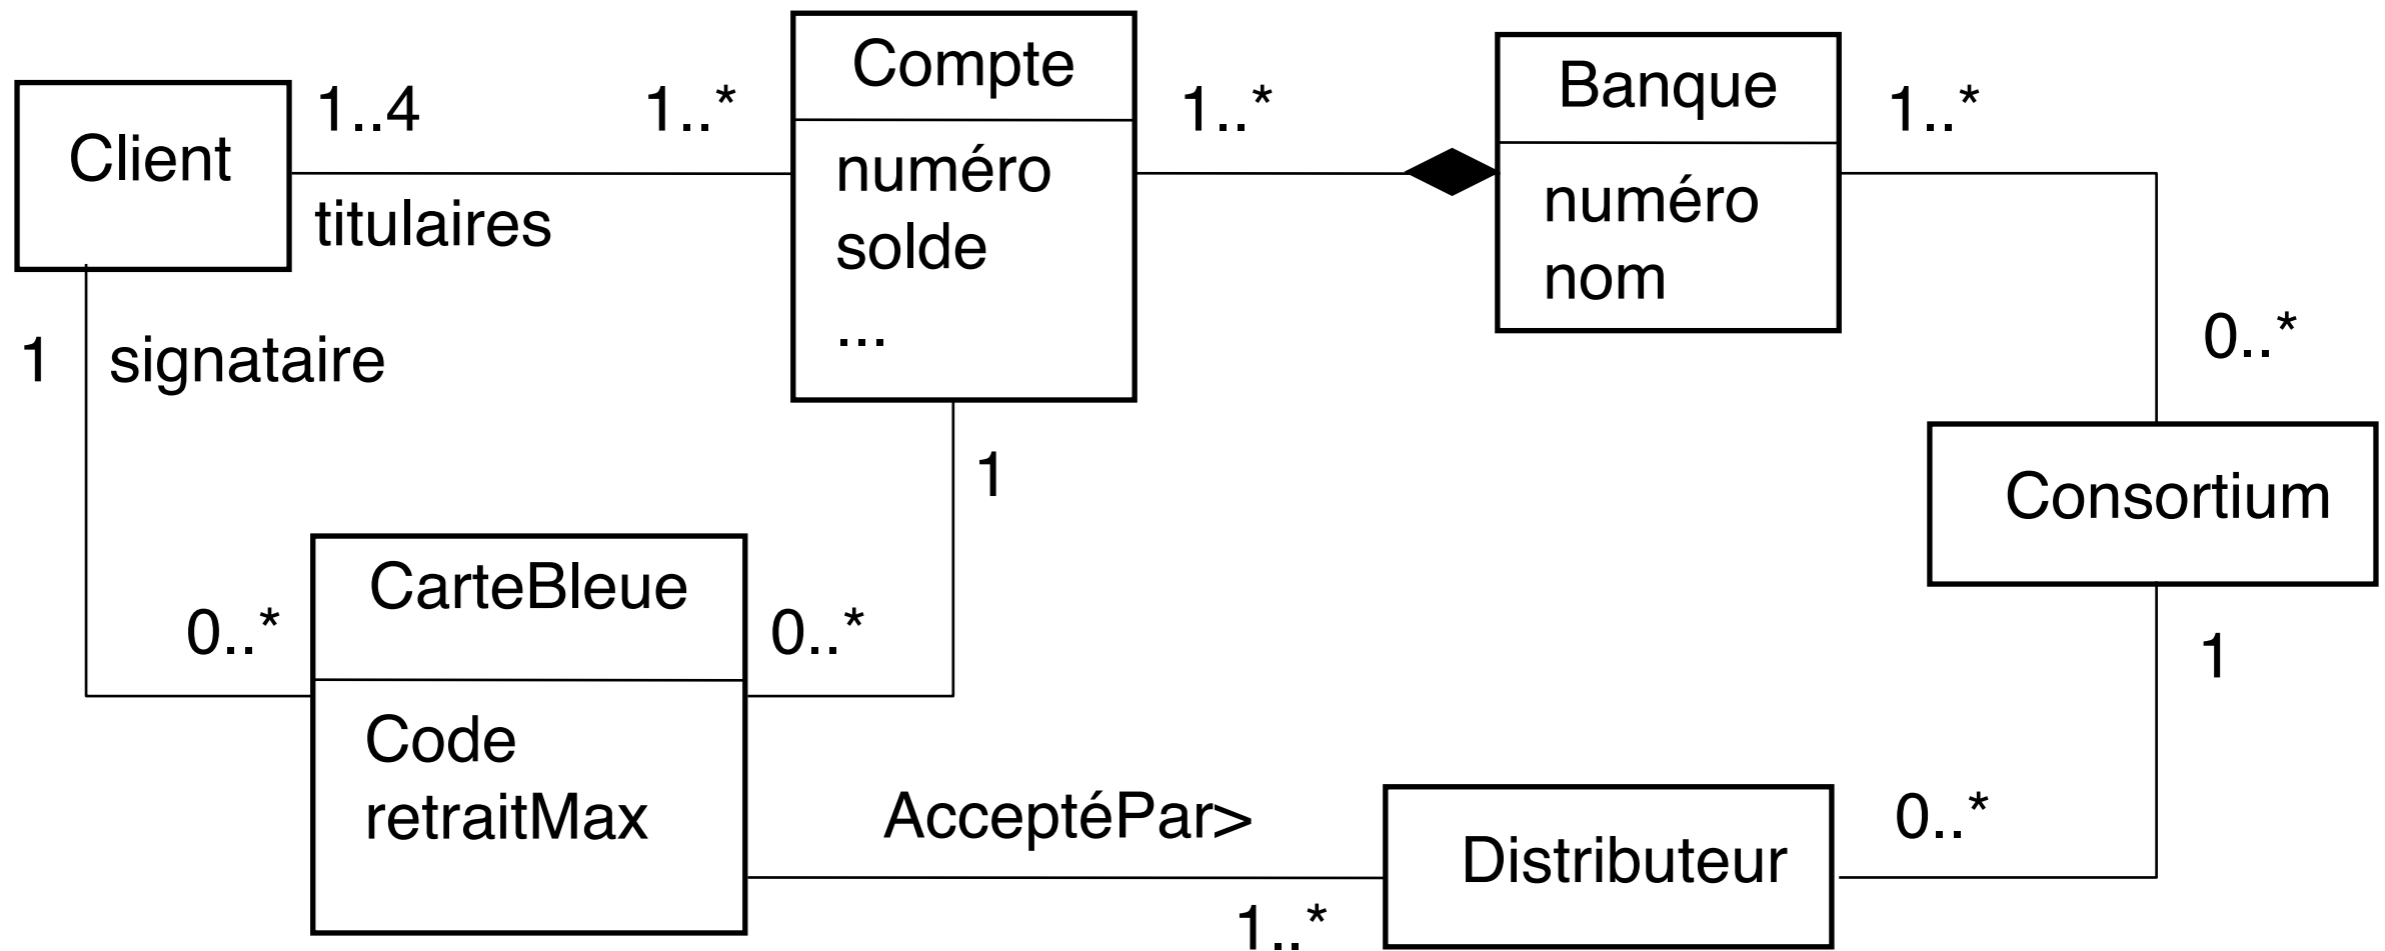 Compte
Banque
Client
1..4
1..*
1..*
1..*
titulaires
numéro
solde
...
numéro
nom
1
signataire
0..*
1
Consortium
CarteBleue
0..*
0..*
1
Code
retraitMax
AcceptéPar>
Distributeur
0..*
1..*